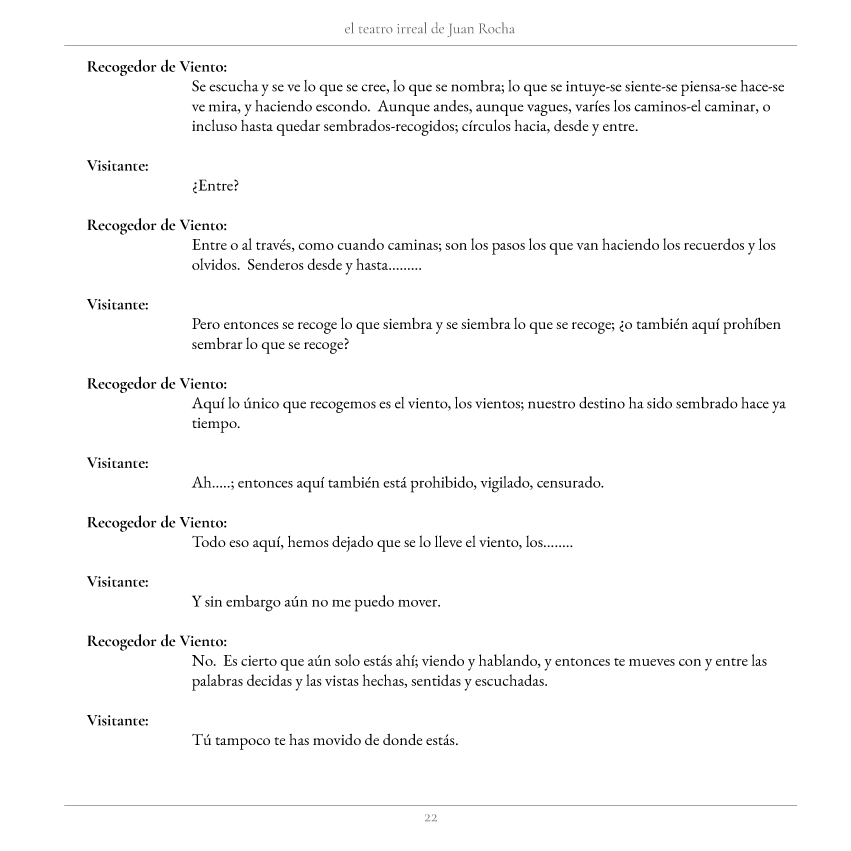 el teatro irreal de Juan Rocha
Recogedor de Viento:
Se escucha y se ve lo que se cree, lo que se nombra; lo que se intuye-se siente-se piensa-se hace-se
ve mira, y haciendo escondo.  Aunque andes, aunque vagues, varíes los caminos-el caminar, o
incluso hasta quedar sembrados-recogidos; círculos hacia, desde y entre.
Visitante:
¿Entre?
Recogedor de Viento:
Entre o al través, como cuando caminas; son los pasos los que van haciendo los recuerdos y los
olvidos.  Senderos desde y hasta.........
Visitante:
Pero entonces se recoge lo que siembra y se siembra lo que se recoge; ¿o también aquí prohíben
sembrar lo que se recoge?
Recogedor de Viento:
Aquí lo único que recogemos es el viento, los vientos; nuestro destino ha sido sembrado hace ya
tiempo.
Visitante:
Ah.....; entonces aquí también está prohibido, vigilado, censurado.
Recogedor de Viento:
Todo eso aquí, hemos dejado que se lo lleve el viento, los........
Visitante:
Y sin embargo aún no me puedo mover.
Recogedor de Viento:
No.  Es cierto que aún solo estás ahí; viendo y hablando, y entonces te mueves con y entre las
palabras decidas y las vistas hechas, sentidas y escuchadas.
Visitante:
Tú tampoco te has movido de donde estás.
22